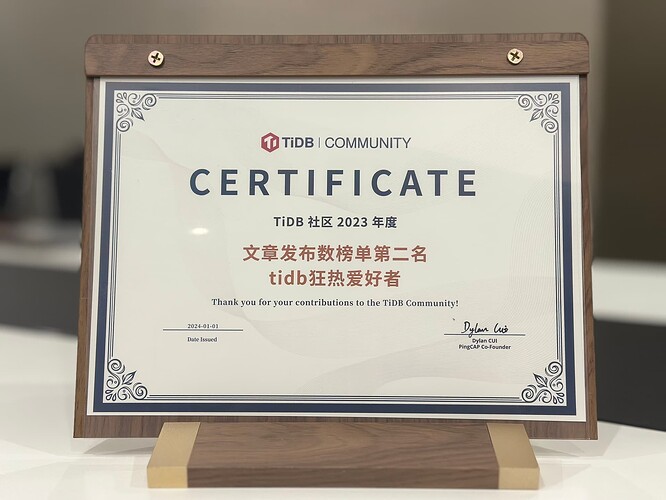 TiDB | COMMUNITY
CERTIFICATE
TiDB 社区 2023 年度
文章发布数榜单第二名
tidb狂热爱好者
Thank you for your contributions to the TiDB Community!
2024-01-01
Date Issued
Dylan Cui
Dylan CUI
PingCAP Co-Founder